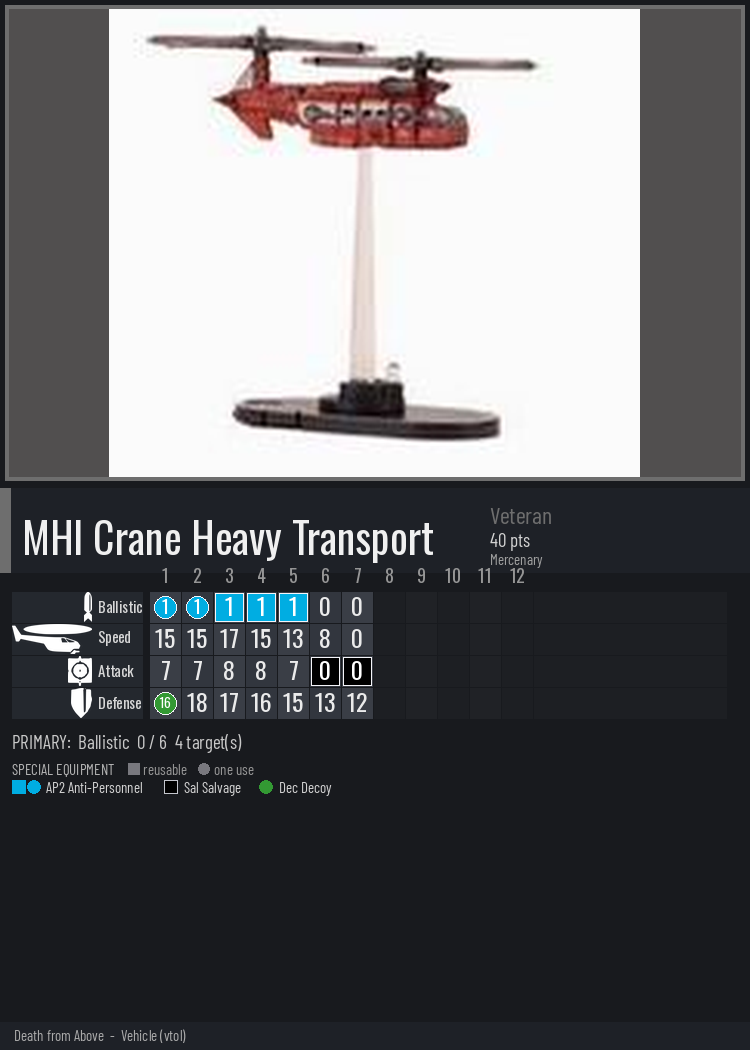 MHI Crane Heavy Transport
Veteran
40 pts
Mercenary
1 2 3 4 5 6 7 8 9 10 11 12
Ballistic 1 1 1 1 1 0 0
Speed 15 15 17 15 13 8 0
Attack 7 7 8 8 7 0 0
Defense 16 18 17 16 15 13 12
PRIMARY: Ballistic 0 / 6 4 target(s)
SPECIAL EQUIPMENT reusable one use
AP2 Anti-Personnel Sal Salvage Dec Decoy
Death from Above - Vehicle (vtol)